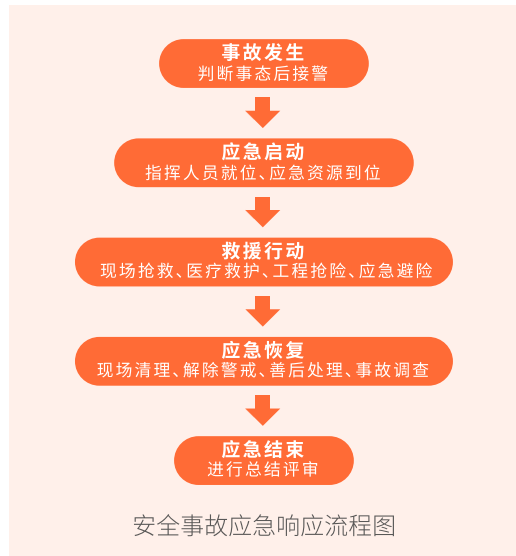 事故发生
判断事态后接警
应急启动
指挥人员就位、应急资源到位
救援行动
现场抢救、医疗救护、工程抢险、应急避险
应急恢复
现场清理、解除警戒、善后处理、事故调查
应急结束
进行总结评审
安全事故应急响应流程图